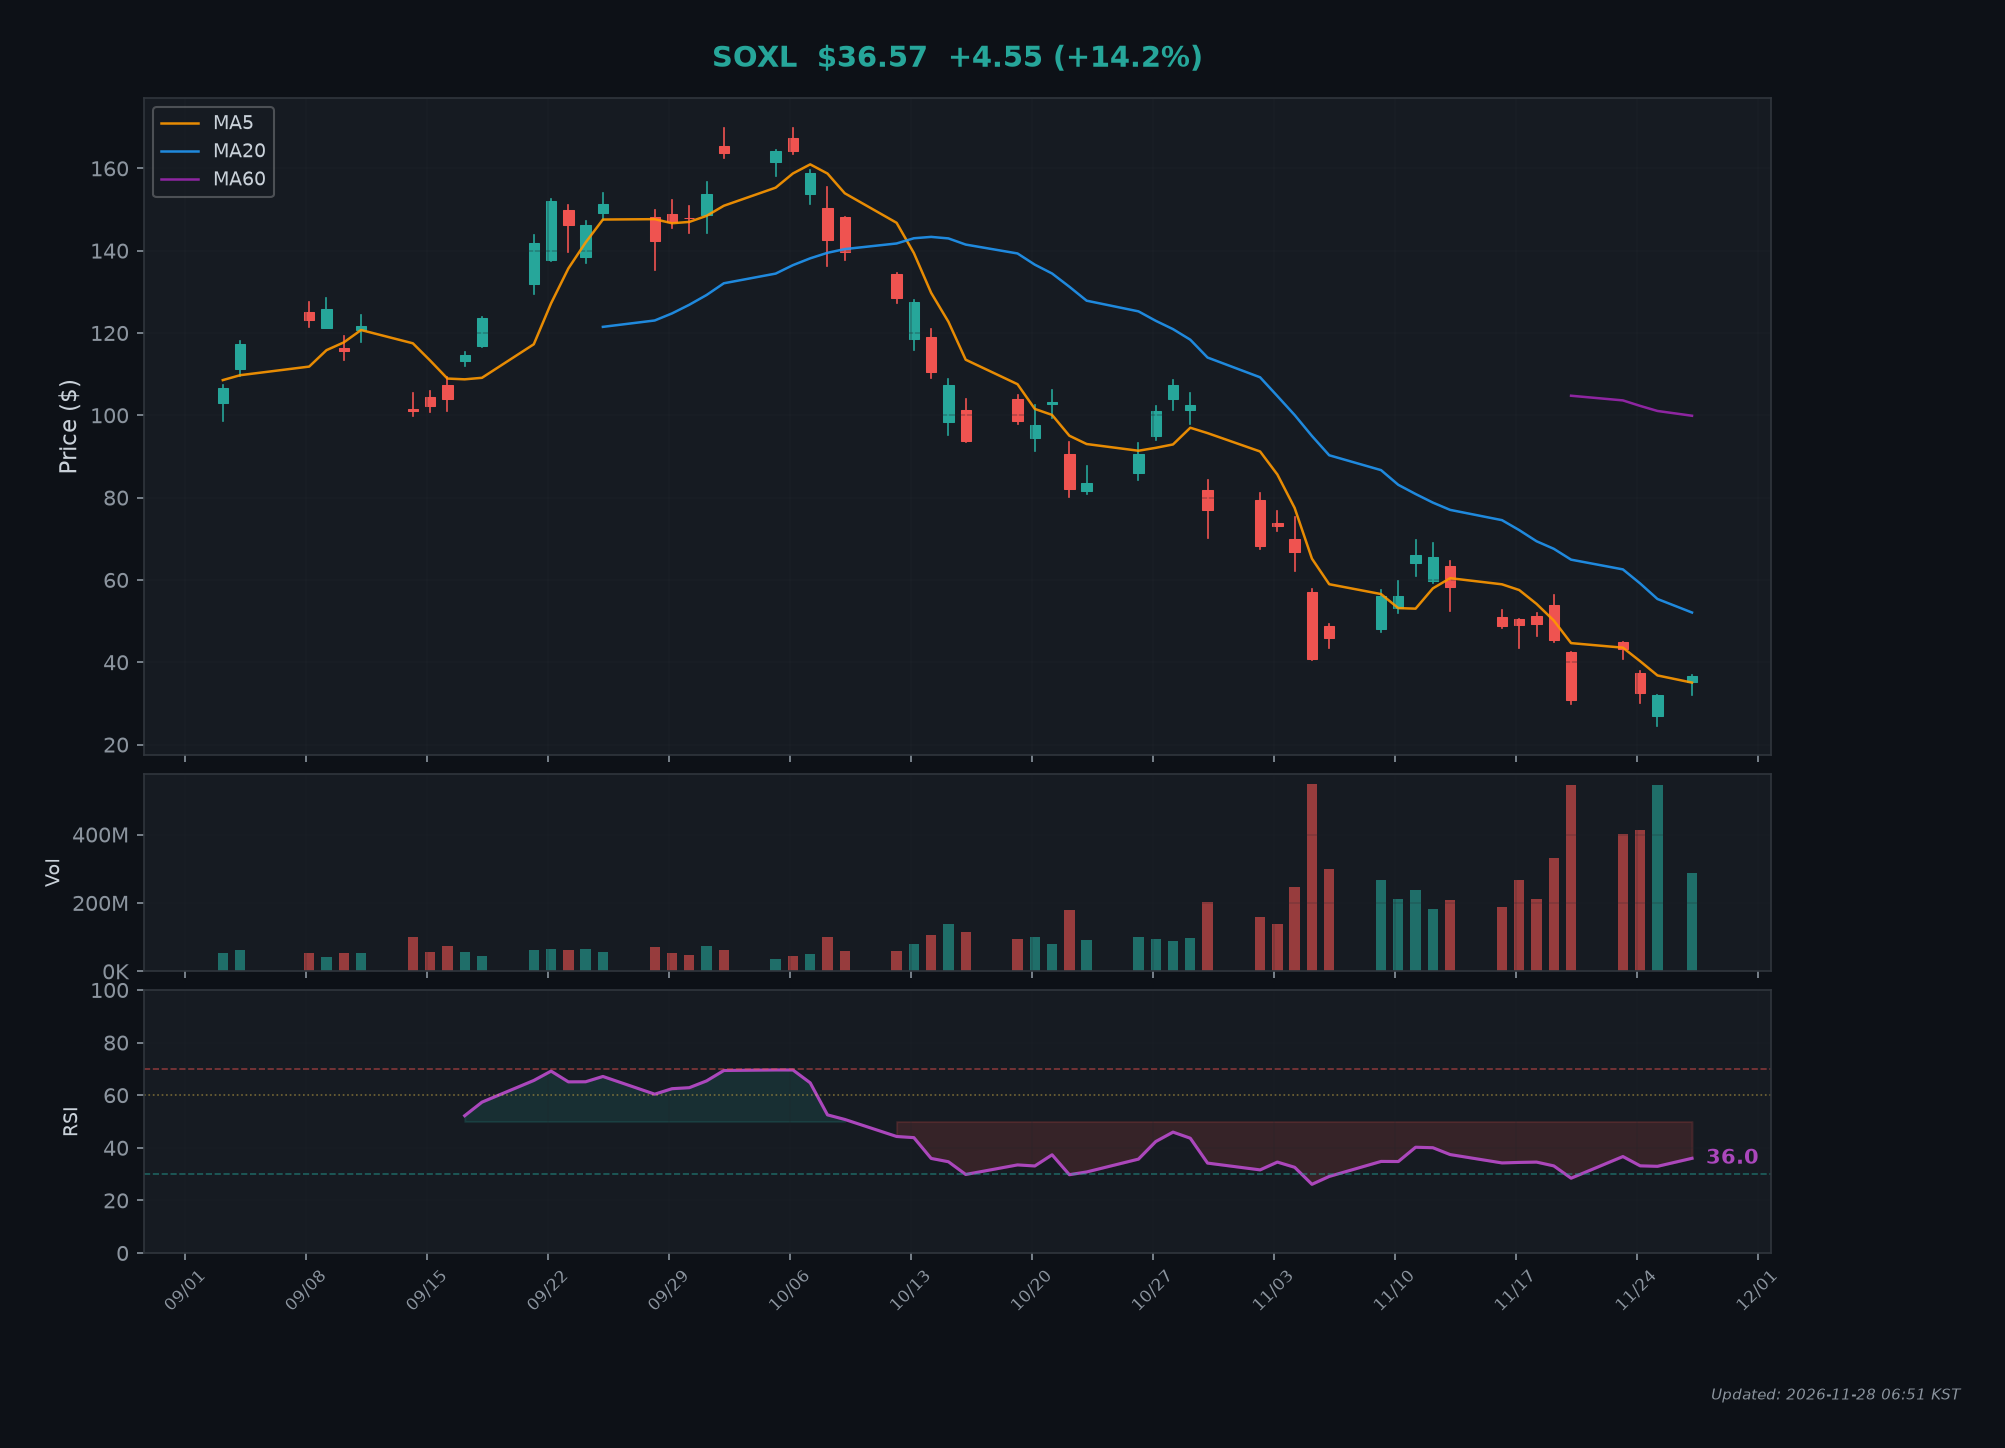 SOXL  $36.57  +4.55 (+14.2%)
MA5
MA20
MA60
Price ($)
160
140
120
100
80
60
40
20
Vol
400M
200M
0K
RSI
100
80
60
40
20
0
36.0
09/01
09/08
09/15
09/22
09/29
10/06
10/13
10/20
10/27
11/03
11/10
11/17
11/24
12/01
Updated: 2026-11-28 06:51 KST